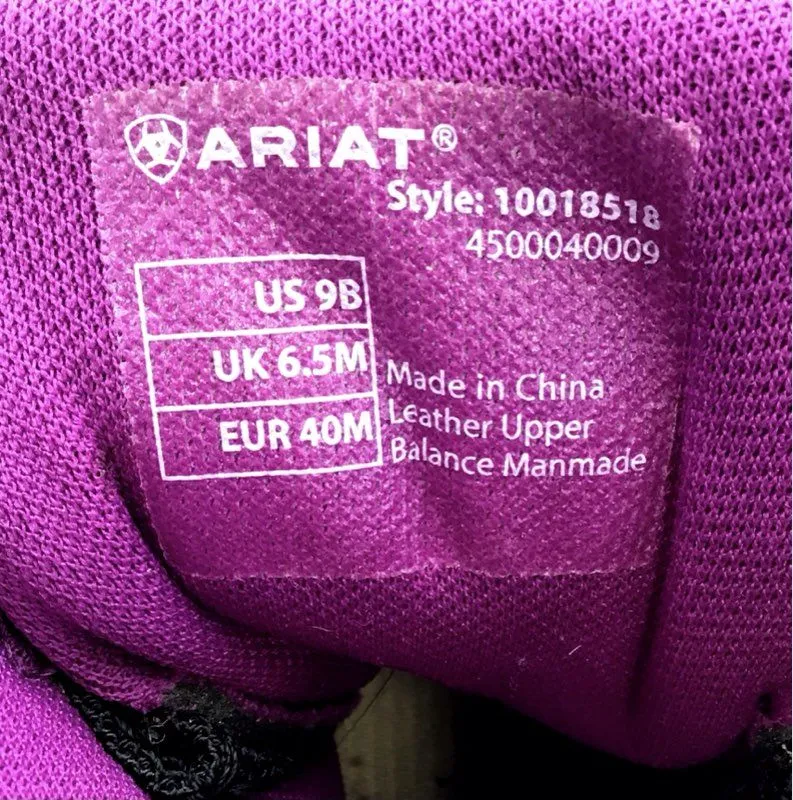 ARIAT®
Style: 10018518
4500040009
US 9B
UK 6.5M
EUR 40M
Made in China
Leather Upper
Balance Manmade